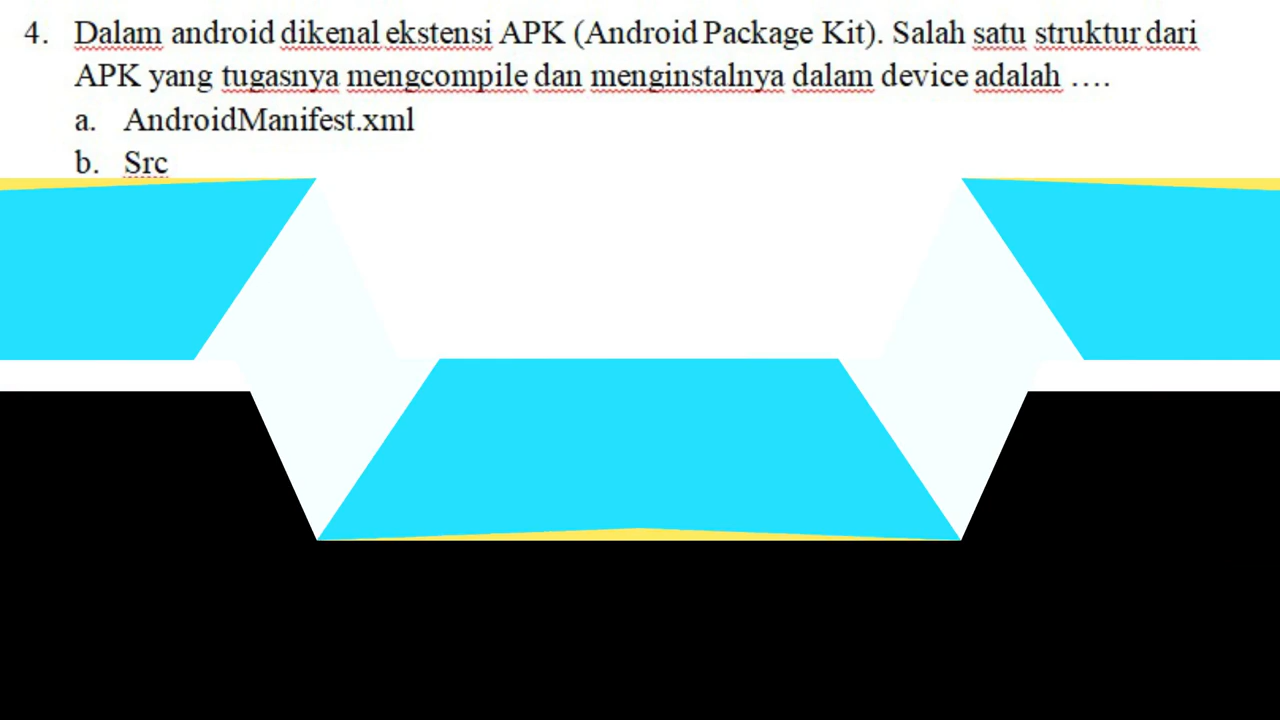 4. Dalam android dikenal ekstensi APK (Android Package Kit). Salah satu struktur dari
APK yang tugasnya mengcompile dan menginstalnya dalam device adalah ….
a. AndroidManifest.xml
b. Src